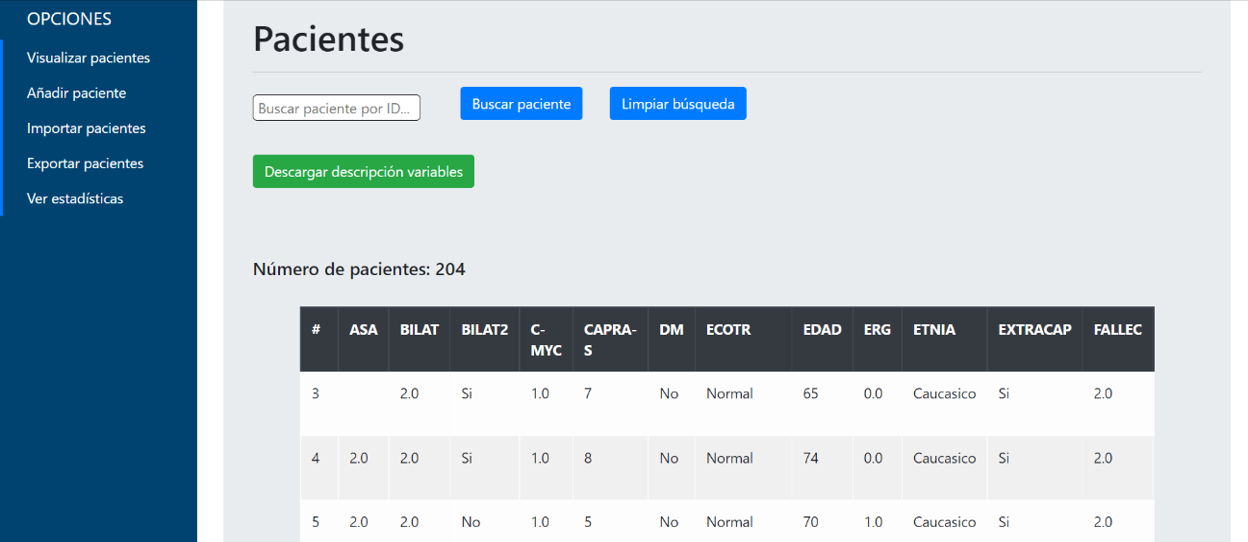 OPCIONES
Visualizar pacientes
Añadir paciente
Importar pacientes
Exportar pacientes
Ver estadísticas
Pacientes
Buscar paciente por ID... Buscar paciente Limpiar búsqueda
Descargar descripción variables
Número de pacientes: 204
# ASA BILAT BILAT2 C-MYC CAPRA-S DM ECOTR EDAD ERG ETNIA EXTRACAP FALLEC
3 2.0 Si 1.0 7 No Normal 65 0.0 Caucasico Si 2.0
4 2.0 2.0 Si 1.0 8 No Normal 74 0.0 Caucasico Si 2.0
5 2.0 2.0 No 1.0 5 No Normal 70 1.0 Caucasico Si 2.0